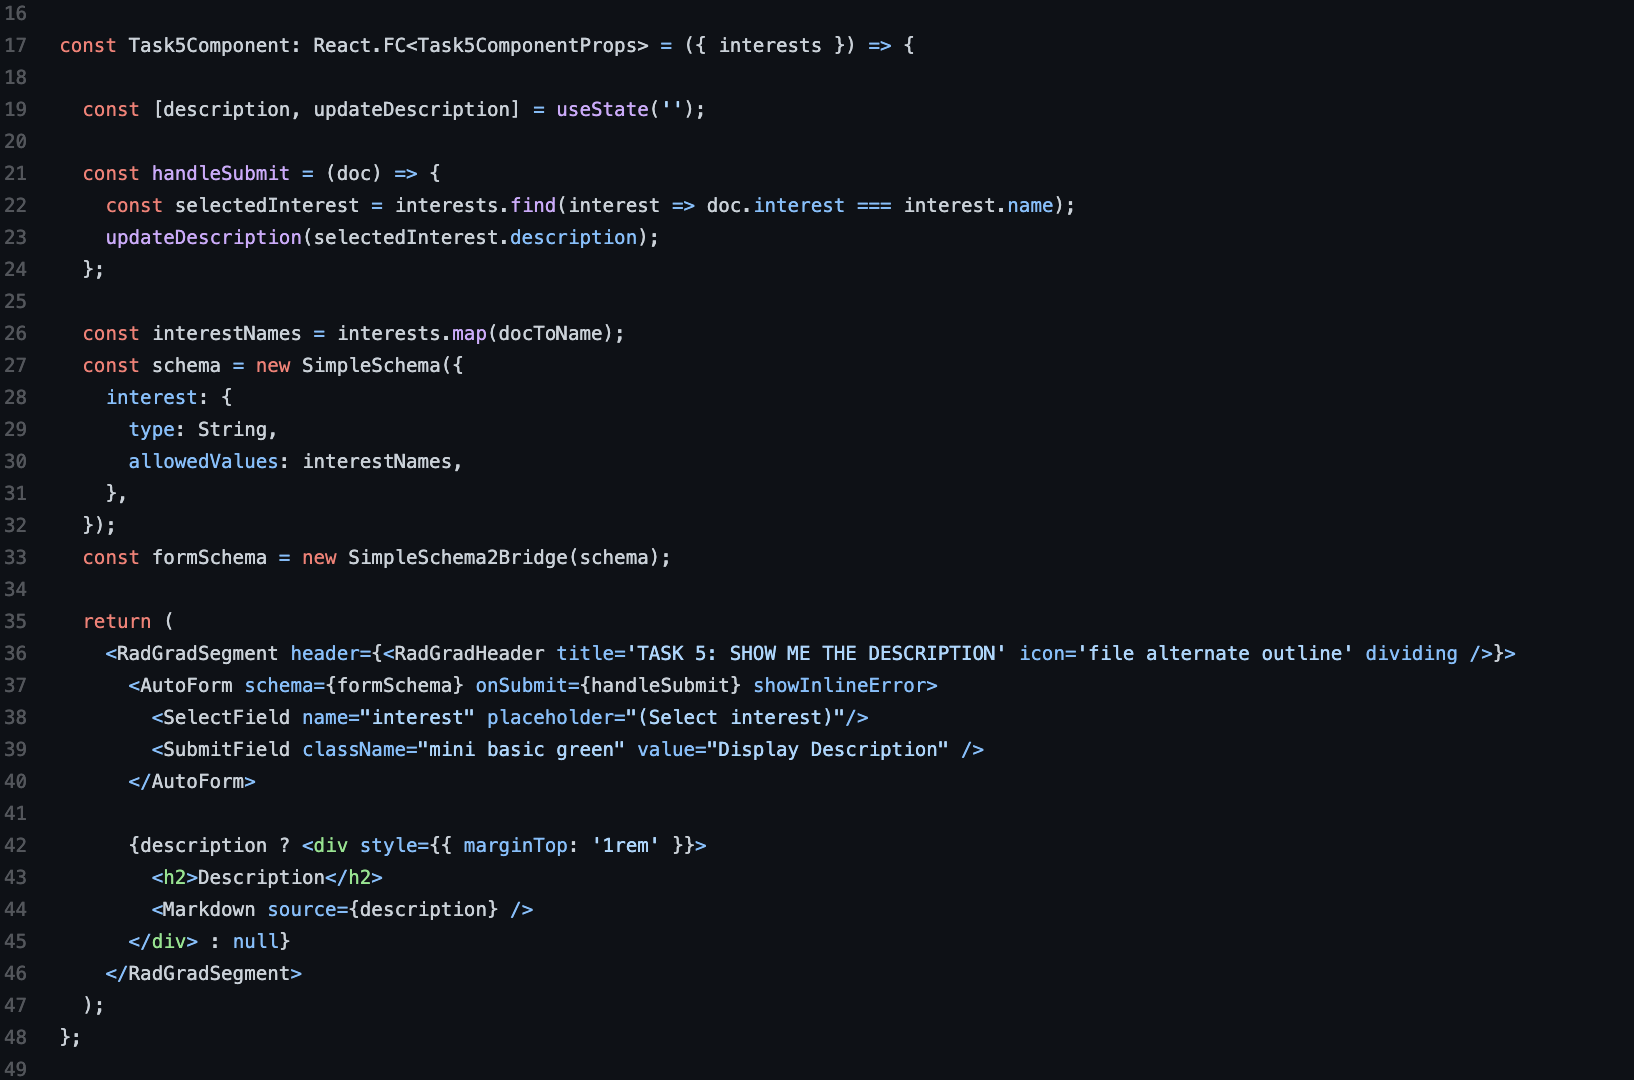 16
17 const Task5Component: React.FC<Task5ComponentProps> = ({ interests }) => {
18
19   const [description, updateDescription] = useState('');
20
21   const handleSubmit = (doc) => {
22     const selectedInterest = interests.find(interest => doc.interest === interest.name);
23     updateDescription(selectedInterest.description);
24   };
25
26   const interestNames = interests.map(docToName);
27   const schema = new SimpleSchema({
28     interest: {
29       type: String,
30       allowedValues: interestNames,
31     },
32   });
33   const formSchema = new SimpleSchema2Bridge(schema);
34
35   return (
36     <RadGradSegment header={<RadGradHeader title='TASK 5: SHOW ME THE DESCRIPTION' icon='file alternate outline' dividing />}>
37       <AutoForm schema={formSchema} onSubmit={handleSubmit} showInlineError>
38         <SelectField name="interest" placeholder="(Select interest)"/>
39         <SubmitField className="mini basic green" value="Display Description" />
40       </AutoForm>
41
42       {description ? <div style={{ marginTop: '1rem' }}>
43         <h2>Description</h2>
44         <Markdown source={description} />
45       </div> : null}
46     </RadGradSegment>
47   );
48 };
49